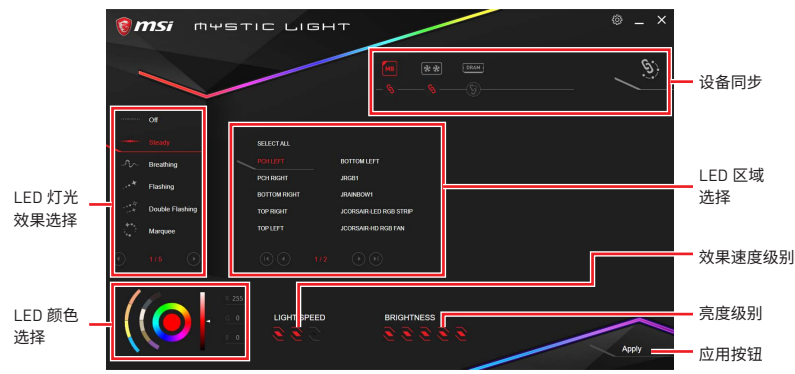 msi MYSTIC LIGHT
MB
DRAM
设备同步
Off
Steady
Breathing
Flashing
Double Flashing
Marquee
1/5
LED 灯光
效果选择
SELECT ALL
PCH LEFT
BOTTOM LEFT
PCH RIGHT
JRGB1
BOTTOM RIGHT
JRAINBOW1
TOP RIGHT
JCORSAIR-LED RGB STRIP
TOP LEFT
JCORSAIR-HD RGB FAN
1/2
LED 区域
选择
效果速度级别
LED 颜色
选择
R 255
G 0
B 0
LIGHT SPEED
BRIGHTNESS
亮度级别
Apply
应用按钮